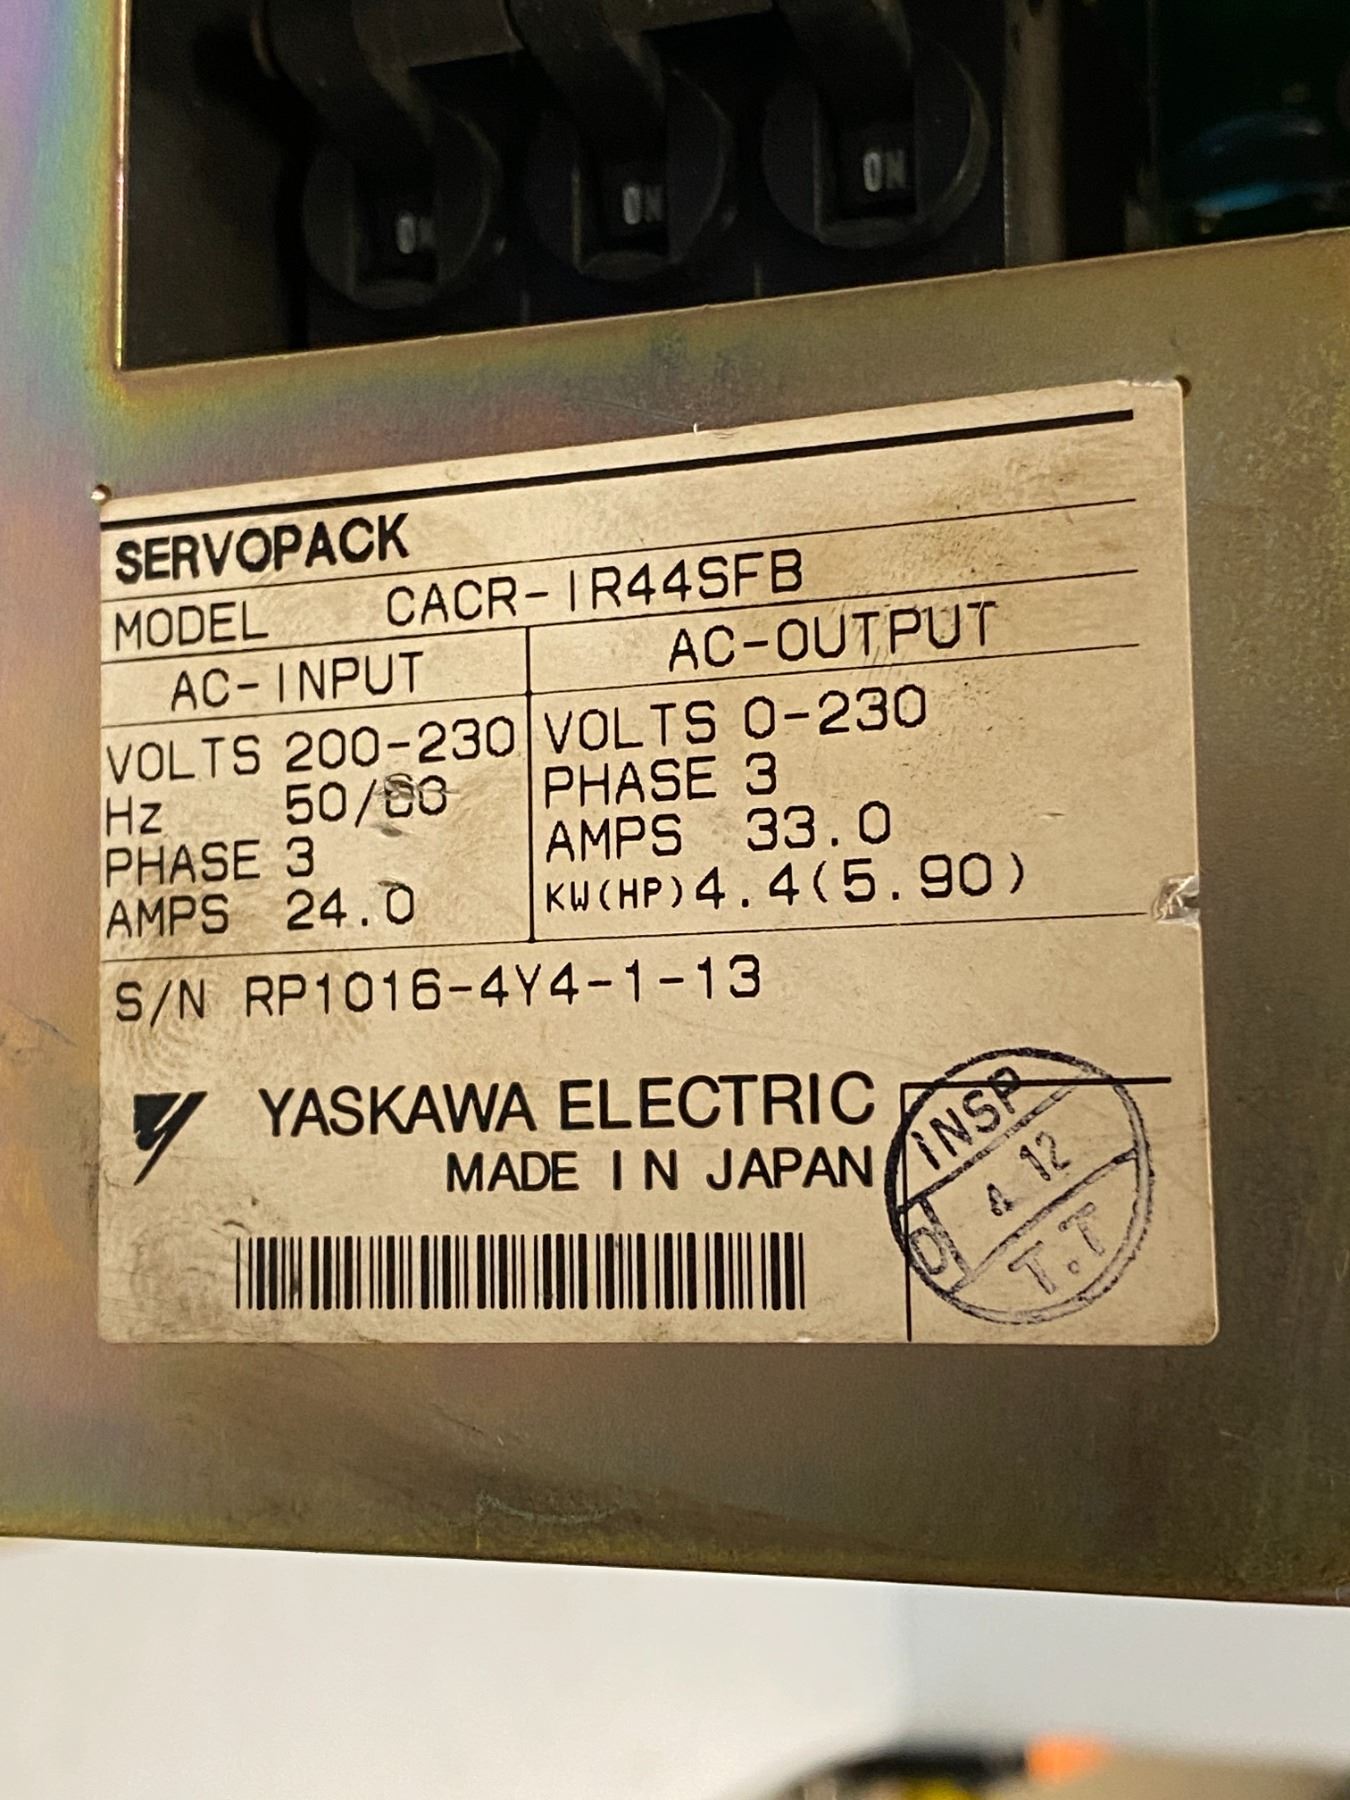 ON ON ON
SERVOPACK
MODEL CACR-IR44SFB
AC-INPUT AC-OUTPUT
VOLTS 200-230 VOLTS 0-230
Hz 50/60 PHASE 3
PHASE 3 AMPS 33.0
AMPS 24.0 KW(HP)4.4(5.90)
S/N RP1016-4Y4-1-13
YASKAWA ELECTRIC
MADE IN JAPAN
INSP
4 12
D T.T